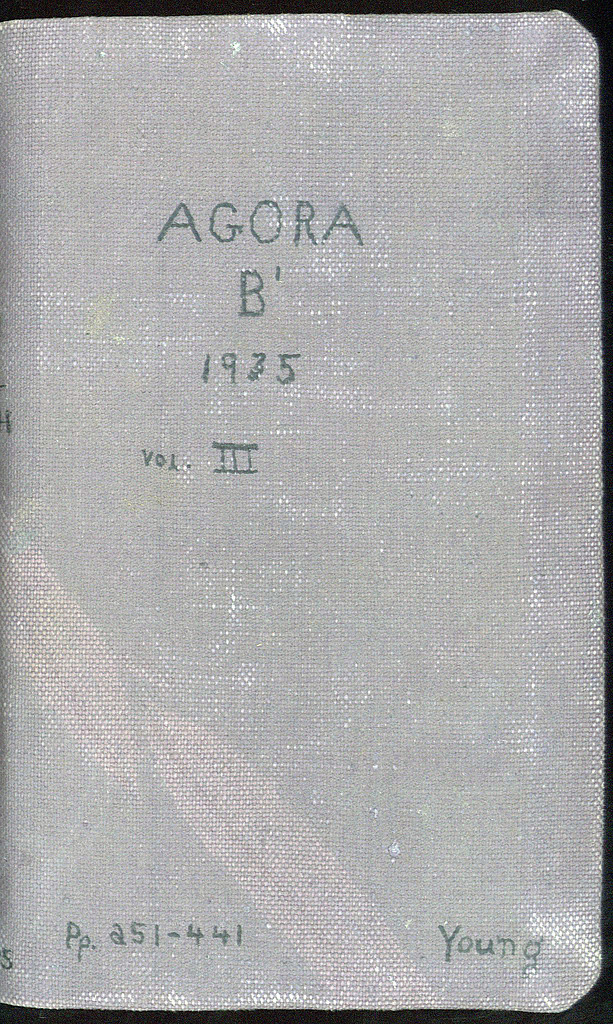 AGORA
B'
1935
VOL. III
Pp. 251-441
Young